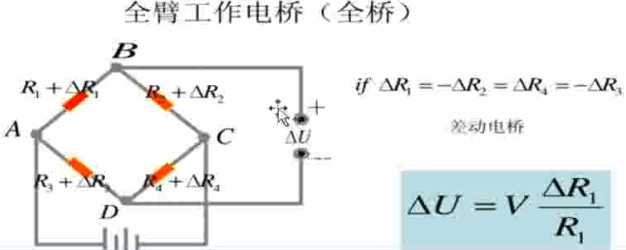 全臂工作电桥（全桥）
B
R₁ + ΔR₁
R₂ + ΔR₂
if ΔR₁ = −ΔR₂ = ΔR₄ = −ΔR₃
+
A
C
ΔU
差动电桥
−
R₃ + ΔR₃
R₄ + ΔR₄
D
ΔU = V ΔR₁ / R₁